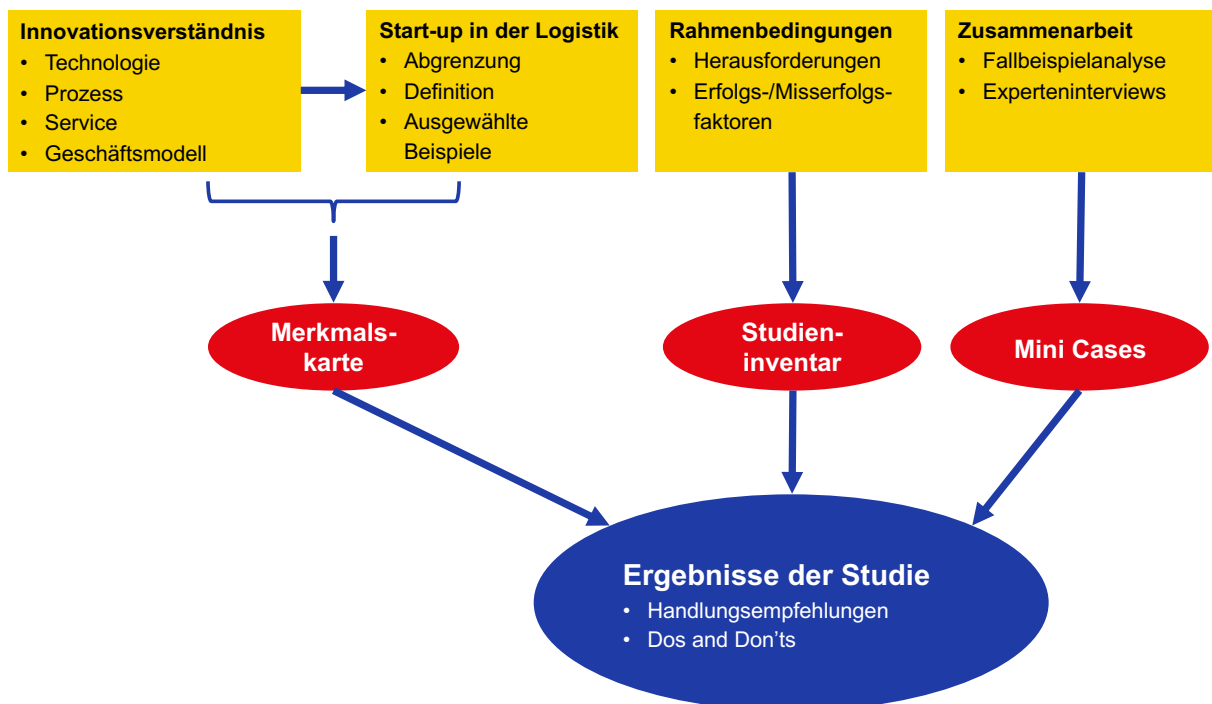 Innovationsverständnis
• Technologie
• Prozess
• Service
• Geschäftsmodell
Start-up in der Logistik
• Abgrenzung
• Definition
• Ausgewählte
Beispiele
Rahmenbedingungen
• Herausforderungen
• Erfolgs-/Misserfolgs-
faktoren
Zusammenarbeit
• Fallbeispielanalyse
• Experteninterviews
Merkmals-
karte
Studien-
inventar
Mini Cases
Ergebnisse der Studie
• Handlungsempfehlungen
• Dos and Don’ts